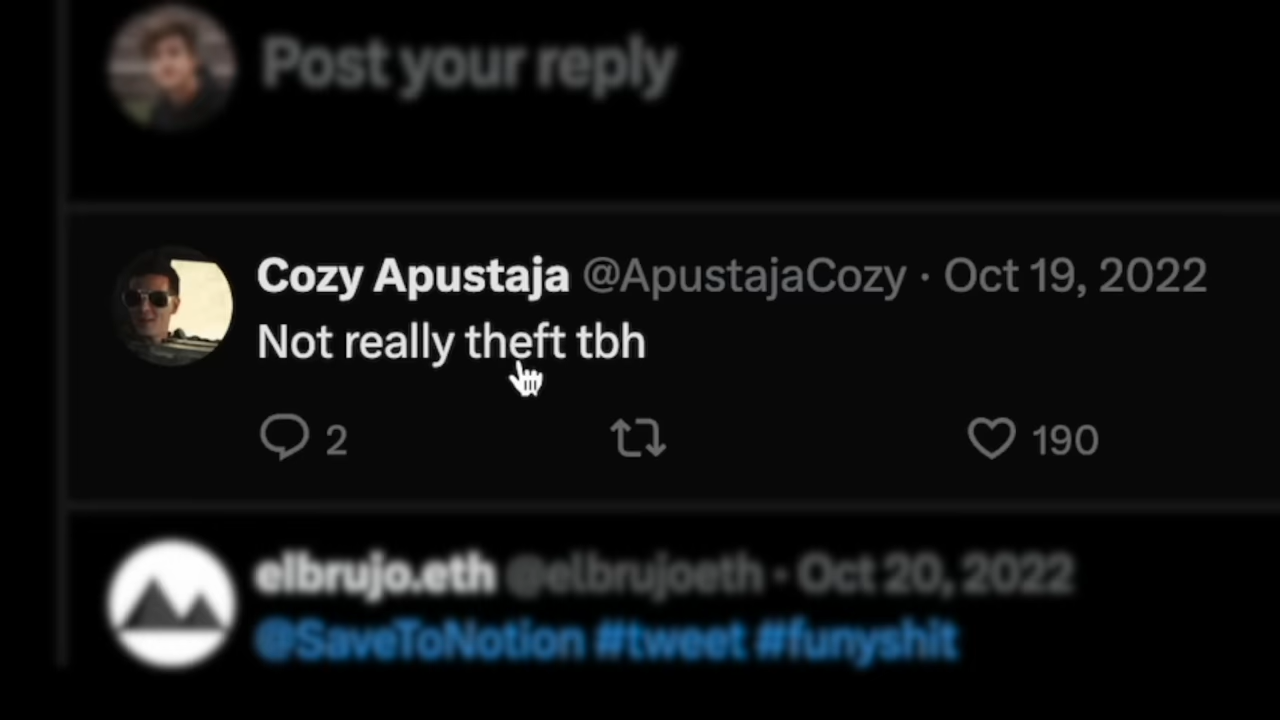 Post your reply
Cozy Apustaja @ApustajaCozy · Oct 19, 2022
Not really theft tbh
2 190
elbrujo.eth @elbrujoeth · Oct 20, 2022
@SaveToNotion #tweet #funyshit